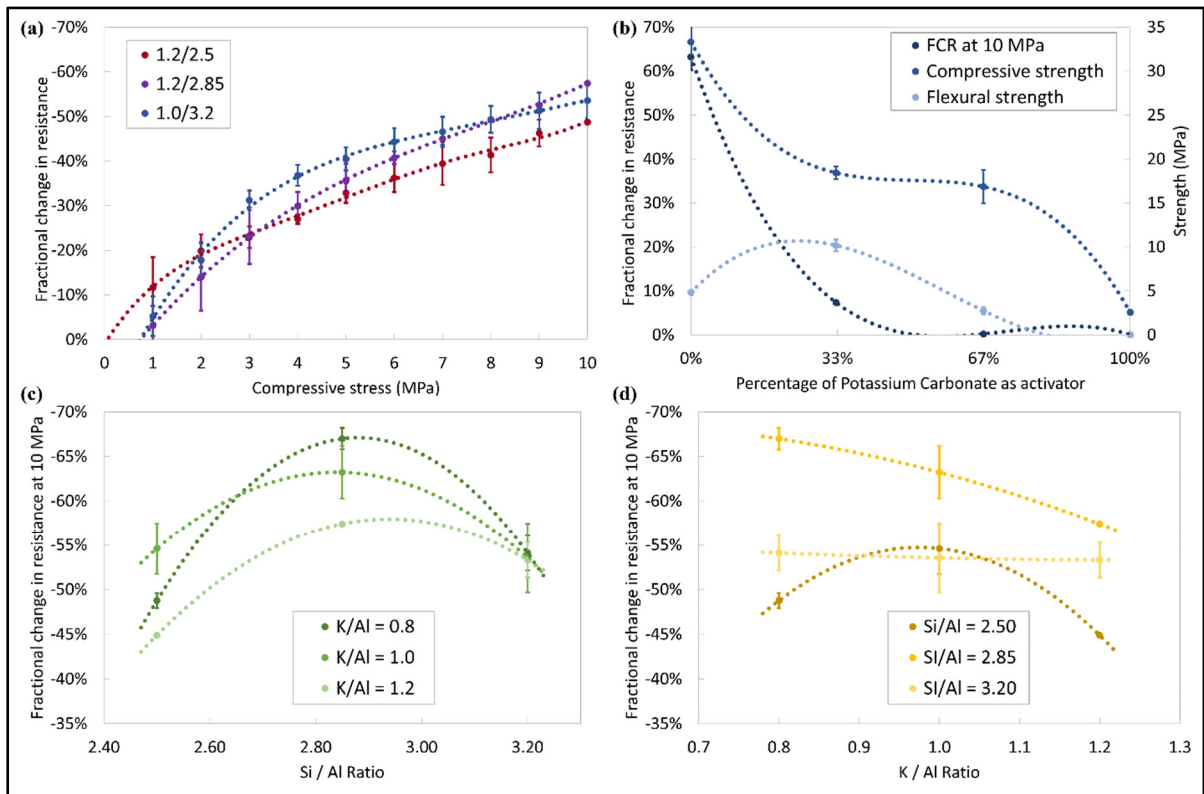 (a)
-70%
-60%
-50%
-40%
-30%
-20%
-10%
0%
Fractional change in resistance
1.2/2.5
1.2/2.85
1.0/3.2
0 1 2 3 4 5 6 7 8 9 10
Compressive stress (MPa)
(b)
70%
60%
50%
40%
30%
20%
10%
0%
Fractional change in resistance
FCR at 10 MPa
Compressive strength
Flexural strength
35
30
25
20
15
10
5
0
Strength (MPa)
0% 33% 67% 100%
Percentage of Potassium Carbonate as activator
(c)
-70%
-65%
-60%
-55%
-50%
-45%
-40%
-35%
Fractional change in resistance at 10 MPa
K/Al = 0.8
K/Al = 1.0
K/Al = 1.2
2.40 2.60 2.80 3.00 3.20
Si / Al Ratio
(d)
-70%
-65%
-60%
-55%
-50%
-45%
-40%
-35%
Fractional change in resistance at 10 MPa
Si/Al = 2.50
SI/Al = 2.85
SI/Al = 3.20
0.7 0.8 0.9 1.0 1.1 1.2 1.3
K / Al Ratio